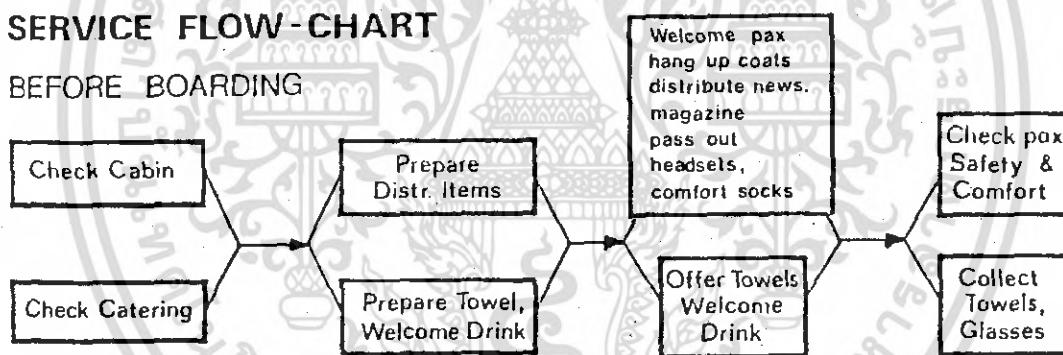 SERVICE FLOW-CHART
BEFORE BOARDING
Check Cabin
Check Catering
Prepare
Distr. Items
Prepare Towel,
Welcome Drink
Welcome pax
hang up coats
distribute news.
magazine
pass out
headsets,
comfort socks
Offer Towels
Welcome
Drink
Check pax
Safety &
Comfort
Collect
Towels,
Glasses